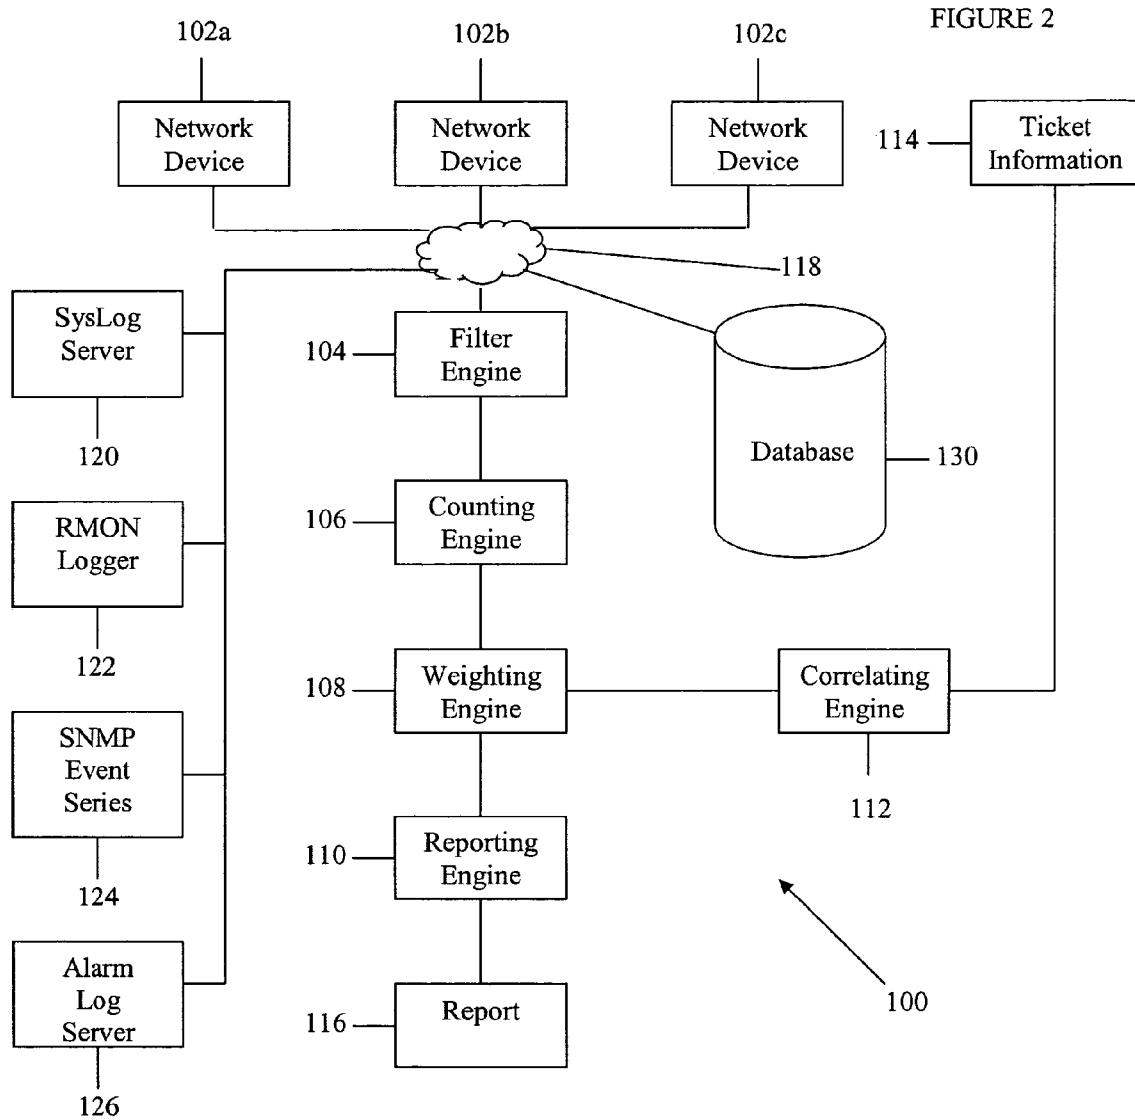 FIGURE 2
102a
102b
102c
Network
Device
Network
Device
Network
Device
114
Ticket
Information
118
SysLog
Server
120
104
Filter
Engine
Database
130
RMON
Logger
122
106
Counting
Engine
SNMP
Event
Series
124
108
Weighting
Engine
Correlating
Engine
112
110
Reporting
Engine
Alarm
Log
Server
126
116
Report
100